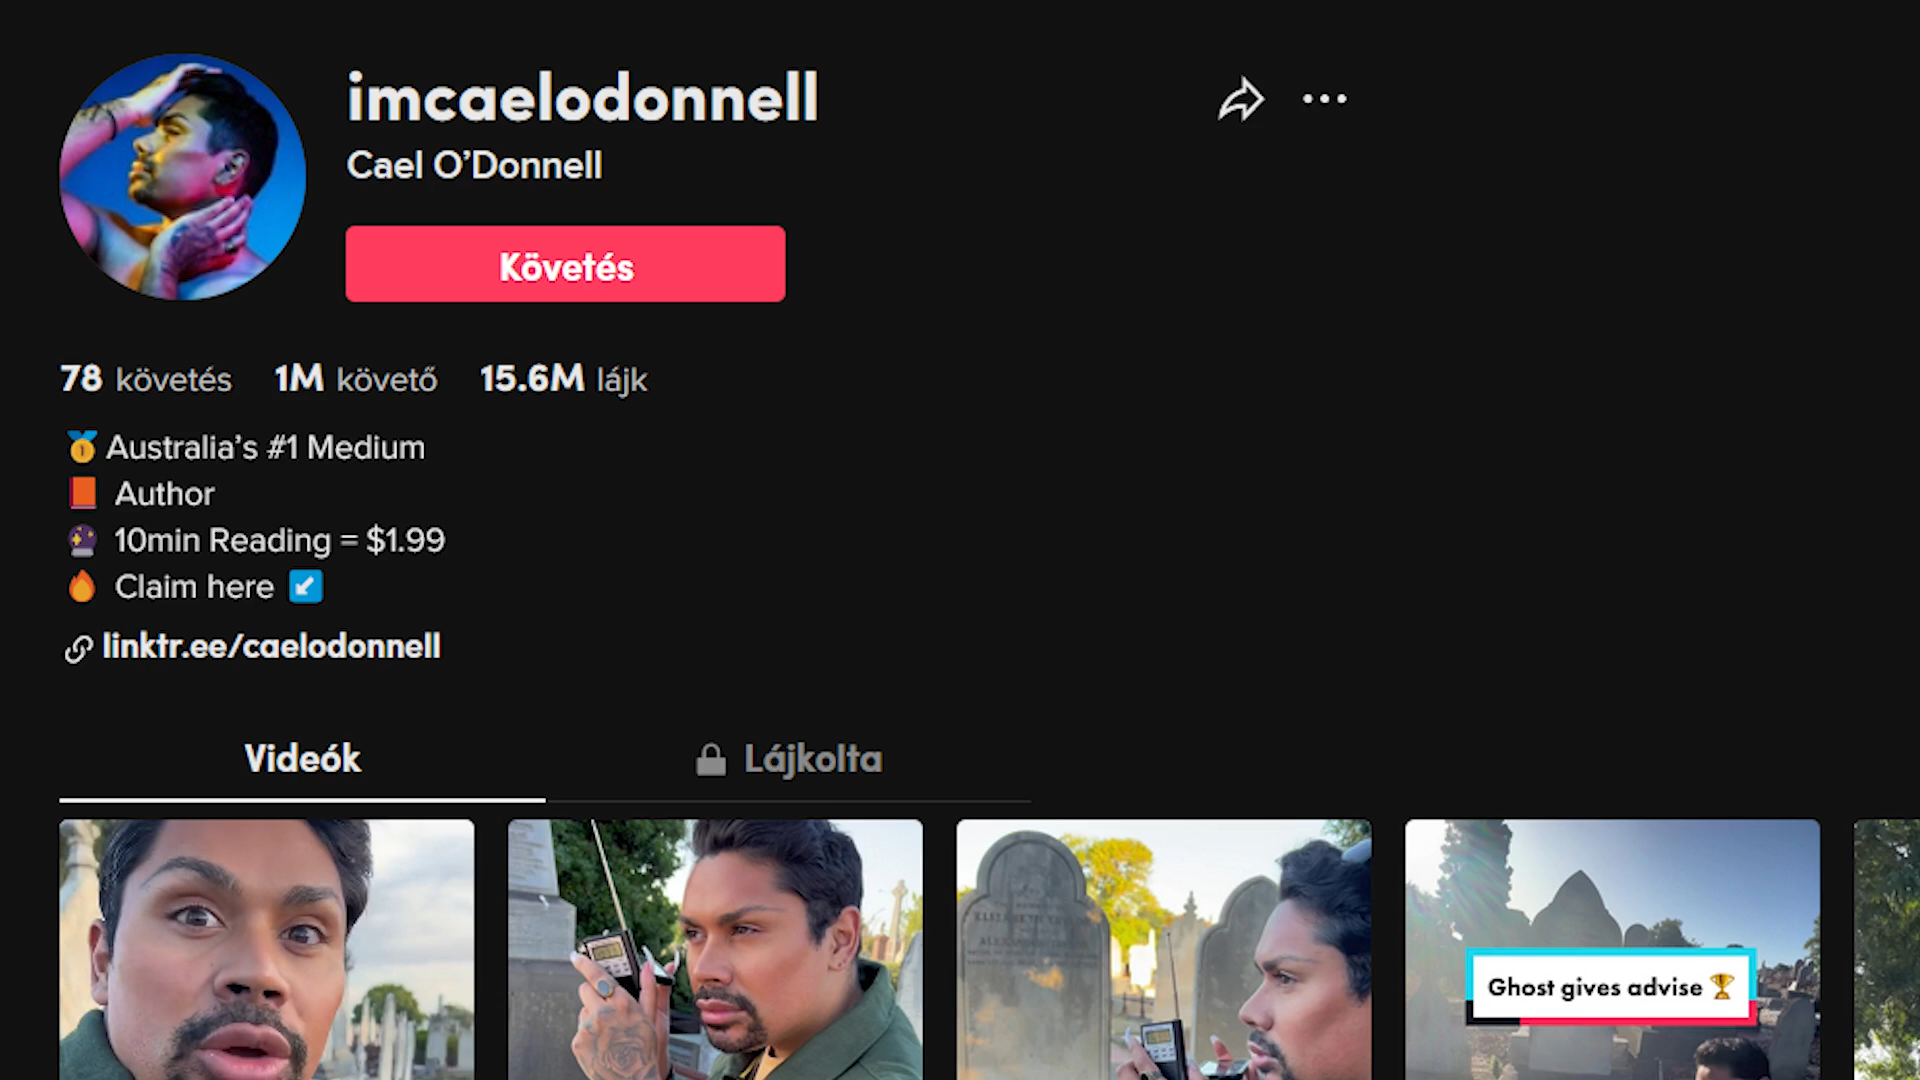 imcaelodonnell
Cael O’Donnell
Követés
78 követés 1M követő 15.6M lájk
🥇 Australia’s #1 Medium
📕 Author
🔮 10min Reading = $1.99
🔥 Claim here ↙️
linktr.ee/caelodonnell
Videók Lájkolta
Ghost gives advise 🏆